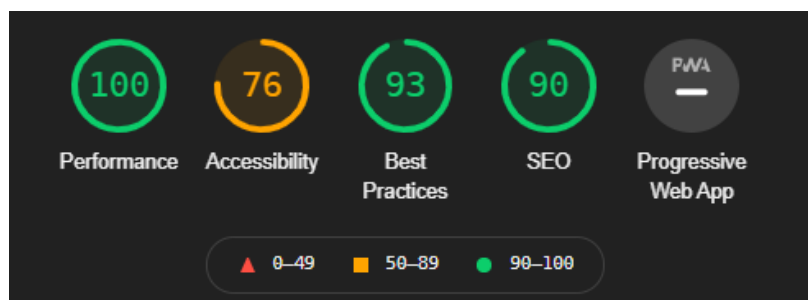 100 76 93 90 PWA
Performance Accessibility Best SEO Progressive
Practices Web App
0–49 50–89 90–100